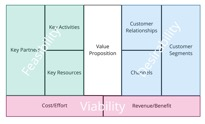 Key Partners
Key Activities
Key Resources
Value
Proposition
Customer
Relationships
Channels
Customer
Segments
Cost/Effort
Revenue/Benefit
Feasibility
Desirability
Viability